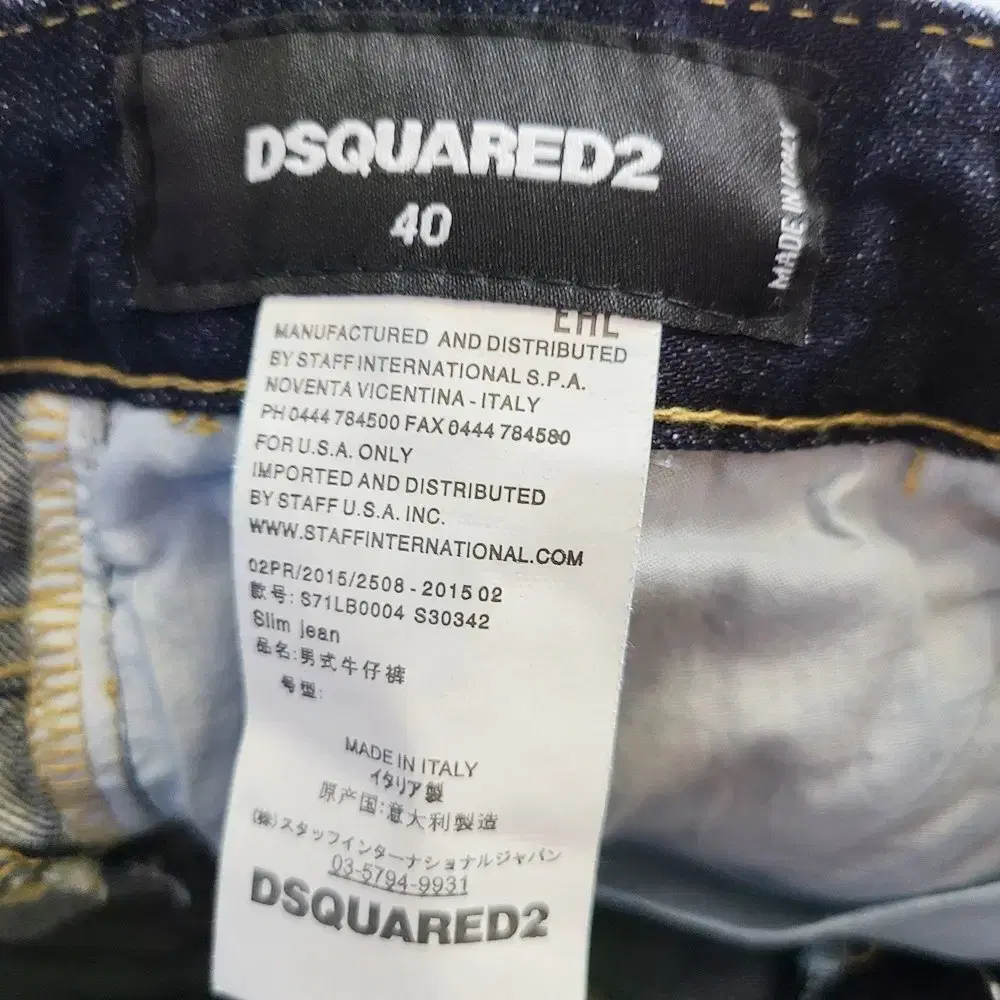 DSQUARED2
40
MADE IN ITALY
EAC
MANUFACTURED AND DISTRIBUTED
BY STAFF INTERNATIONAL S.P.A.
NOVENTA VICENTINA - ITALY
PH 0444 784500 FAX 0444 784580
FOR U.S.A. ONLY
IMPORTED AND DISTRIBUTED
BY STAFF U.S.A. INC.
WWW.STAFFINTERNATIONAL.COM
02PR/2015/2508 - 2015 02
款号: S71LB0004 S30342
Slim jean
品名:男式牛仔裤
号型:
MADE IN ITALY
イタリア製
原产国:意大利製造
(株)スタッフインターナショナルジャパン
03-5794-9931
DSQUARED2